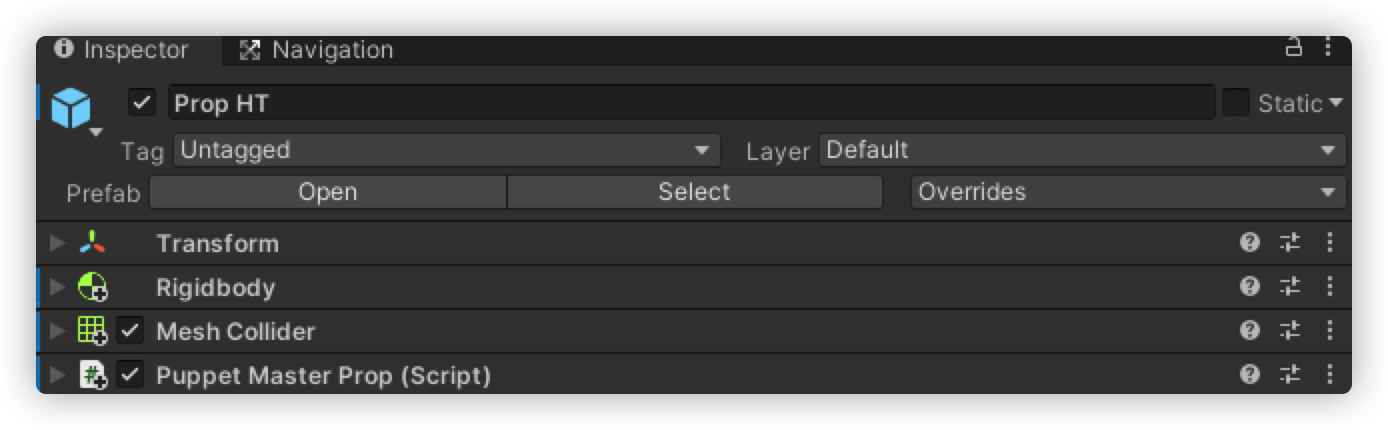 Inspector Navigation
Prop HT Static
Tag Untagged Layer Default
Prefab Open Select Overrides
Transform
Rigidbody
Mesh Collider
Puppet Master Prop (Script)